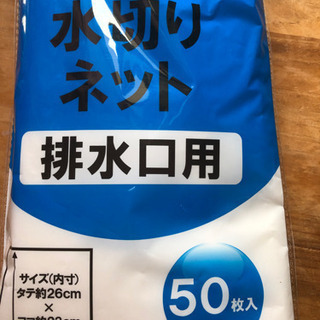 水切り
ネット
排水口用
サイズ(内寸)
タテ約26cm
×
50枚入